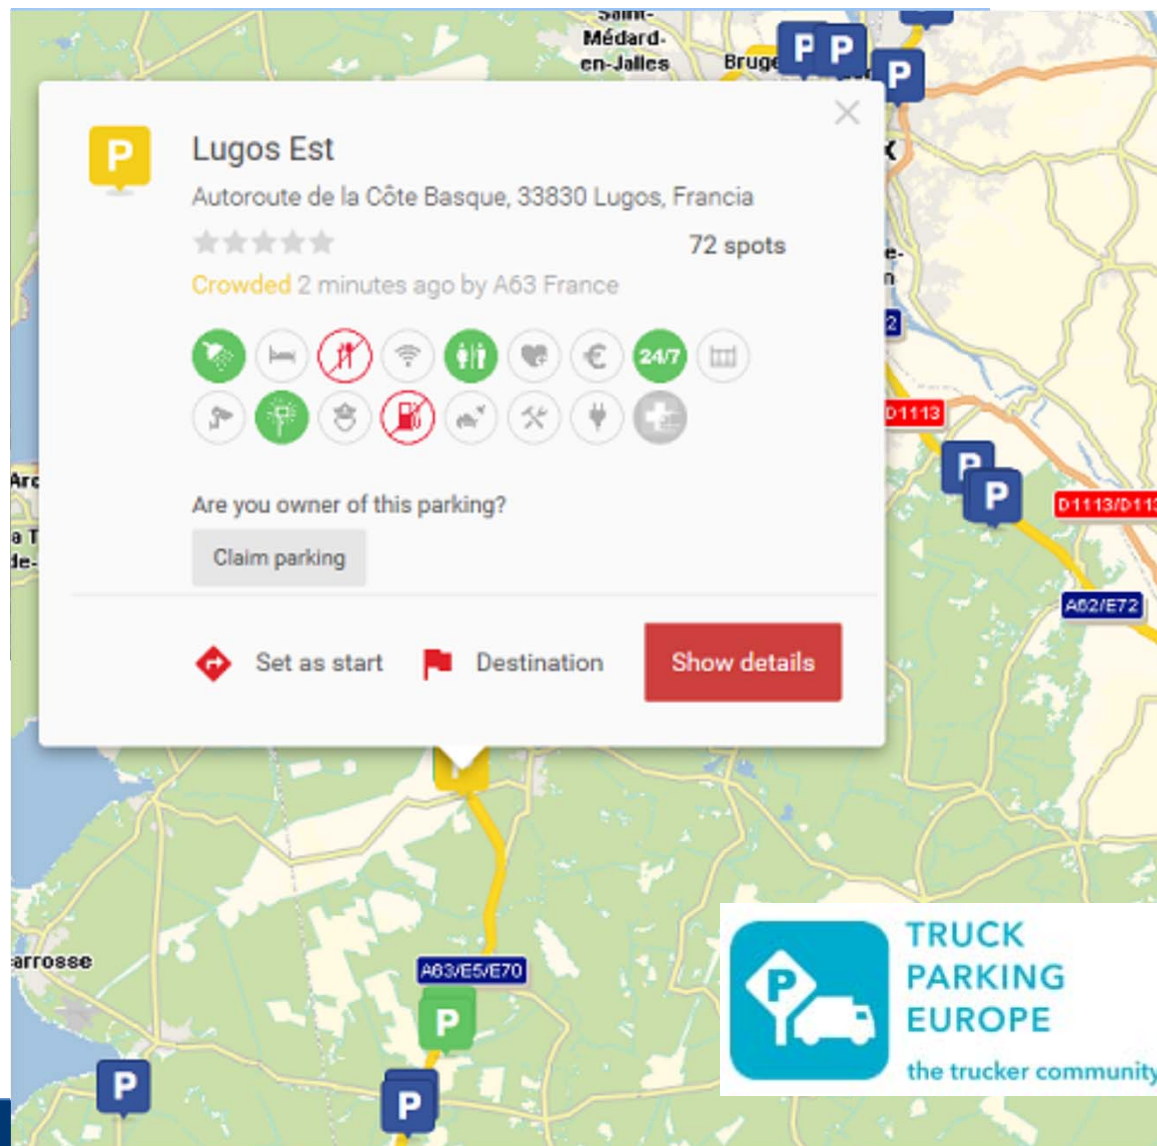 Saint-
Médard-
en-Jalles
P P
P
P
Lugos Est
Autoroute de la Côte Basque, 33830 Lugos, Francia
72 spots
Crowded 2 minutes ago by A63 France
€
24/7
Are you owner of this parking?
Claim parking
Set as start
Destination
Show details
D1113
P
P
D1113/D113
A62/E72
A63/E5/E70
P
P
P
P
TRUCK
PARKING
EUROPE
the trucker community